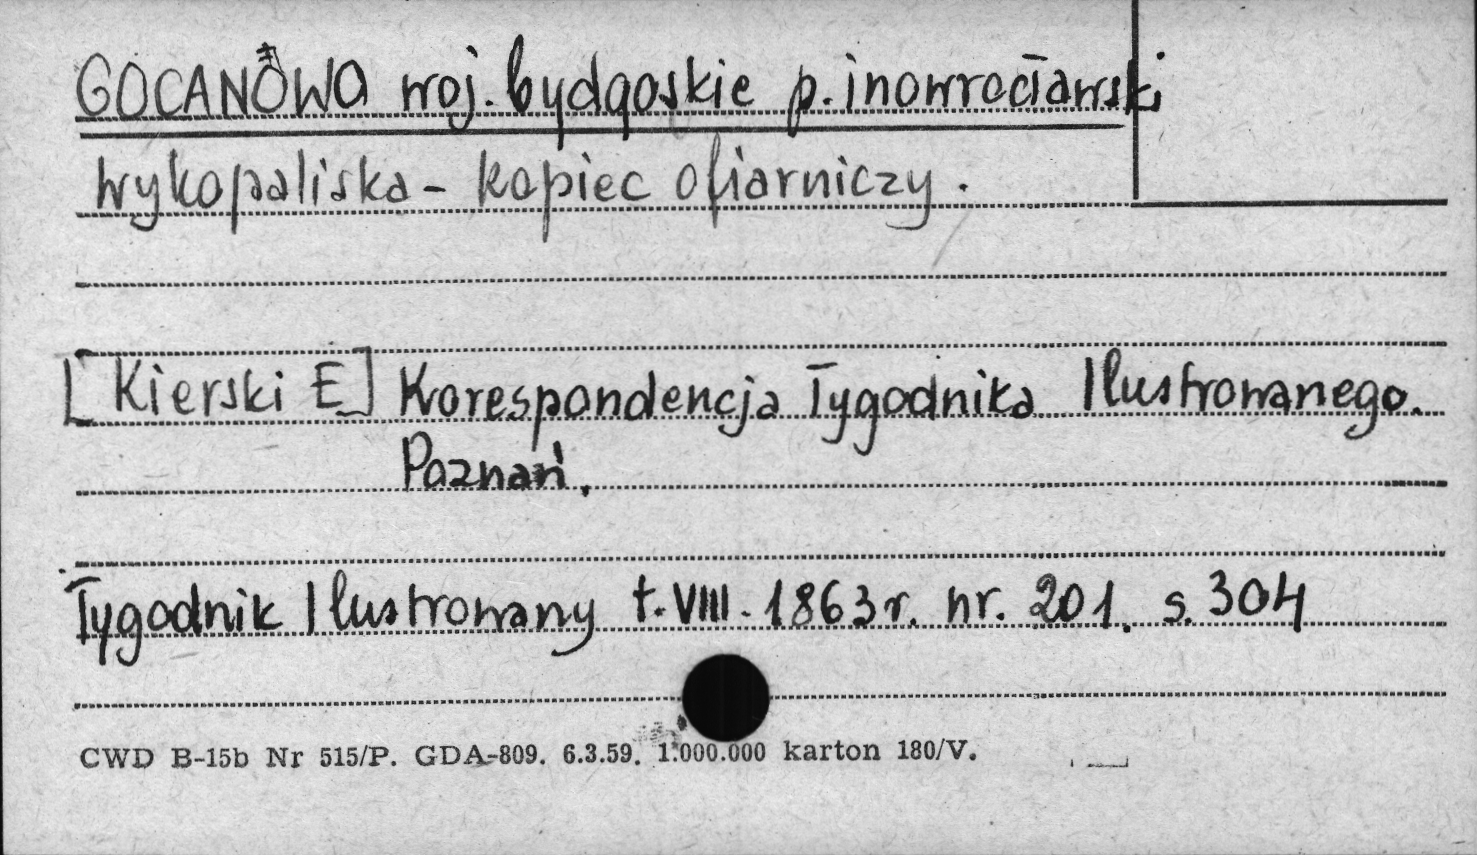 GOCANÓWA woj. bydgoskie p. inowrocławski
wykopaliska - kopiec ofiarniczy.
[Kierski E] Korespondencja Tygodnika Ilustrowanego.
Poznań.
Tygodnik Ilustrowany t. VIII. 1863 r. nr. 201. s. 304
CWD B-15b Nr 515/P. GDA-809. 6.3.59. 1.000.000 karton 180/V.